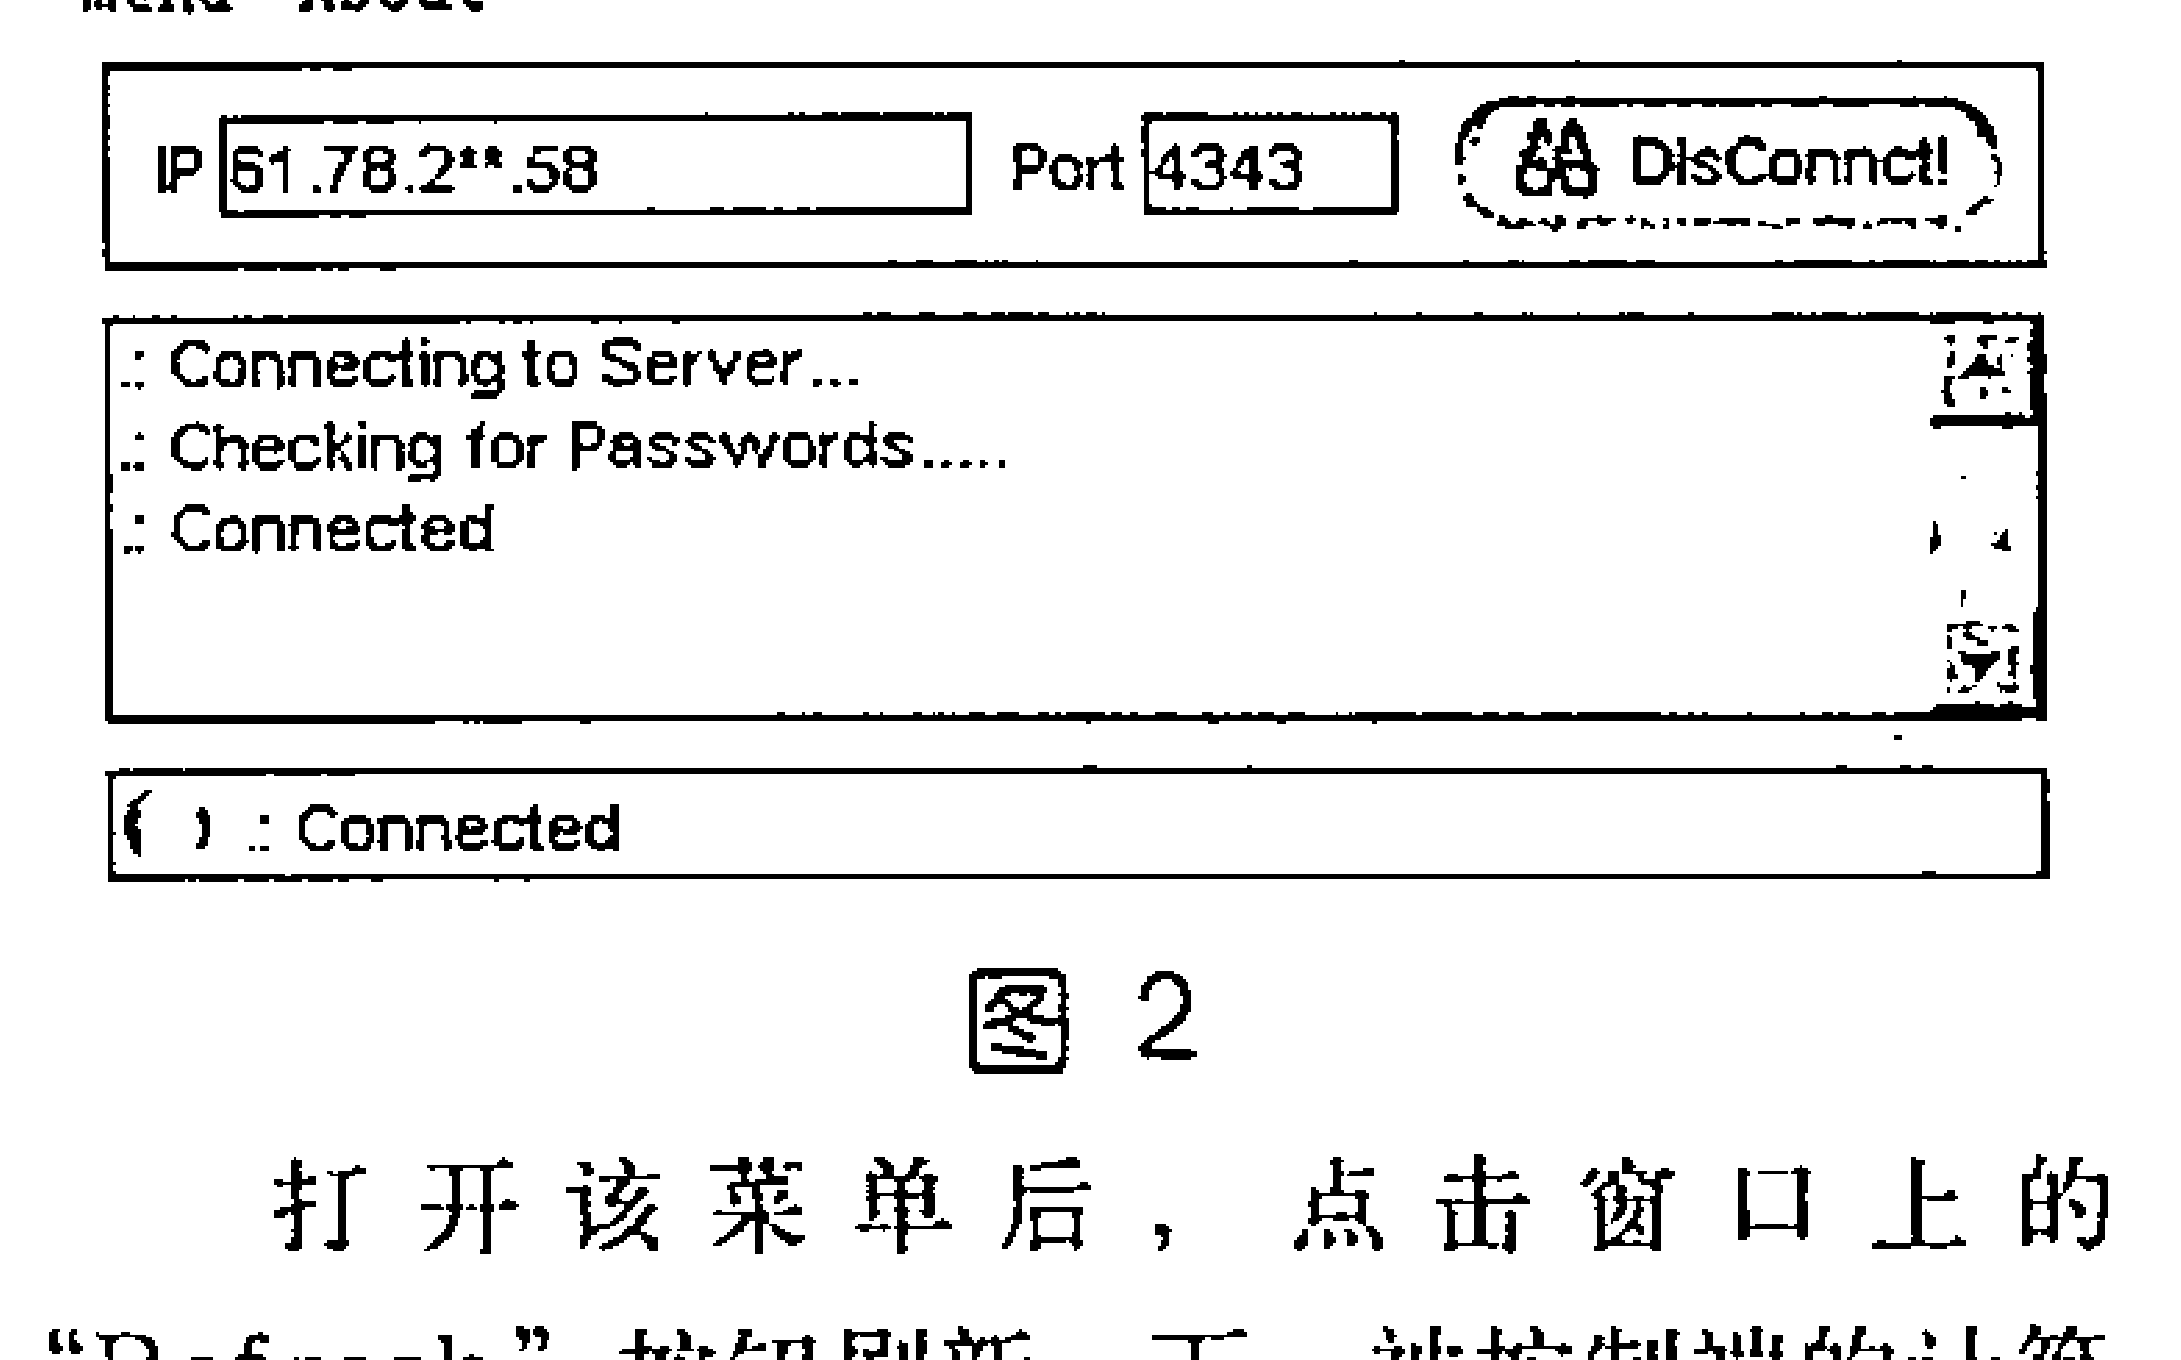 IP 61.78.2**.58 Port 4343 DisConnct!
.: Connecting to Server...
.: Checking for Passwords.....
.: Connected
.: Connected
图 2
打开该菜单后，点击窗口上的